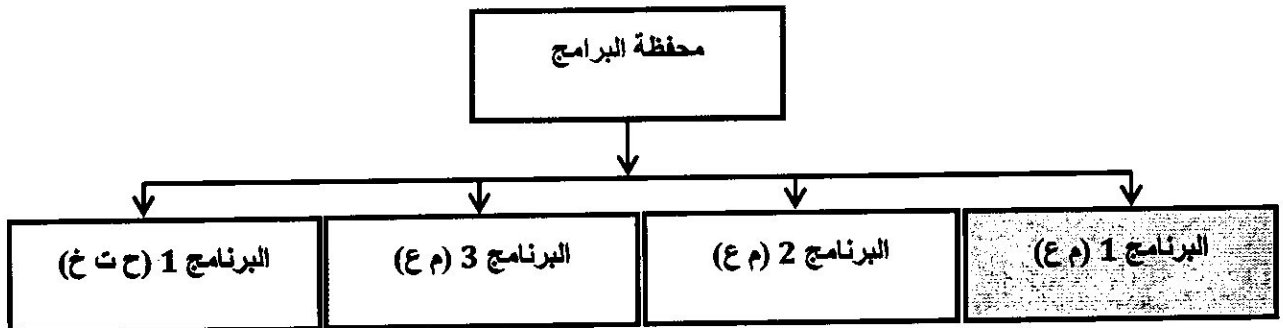 محفظة البرامج
البرنامج 1 (م ع)
البرنامج 2 (م ع)
البرنامج 3 (م ع)
البرنامج 1 (ح ت خ)